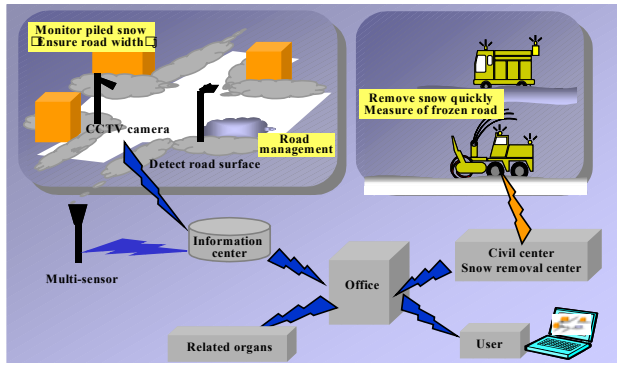 Monitor piled snow
Ensure road width
CCTV camera
Detect road surface
Road
management
Remove snow quickly
Measure of frozen road
Multi-sensor
Information
center
Office
Civil center
Snow removal center
Related organs
User